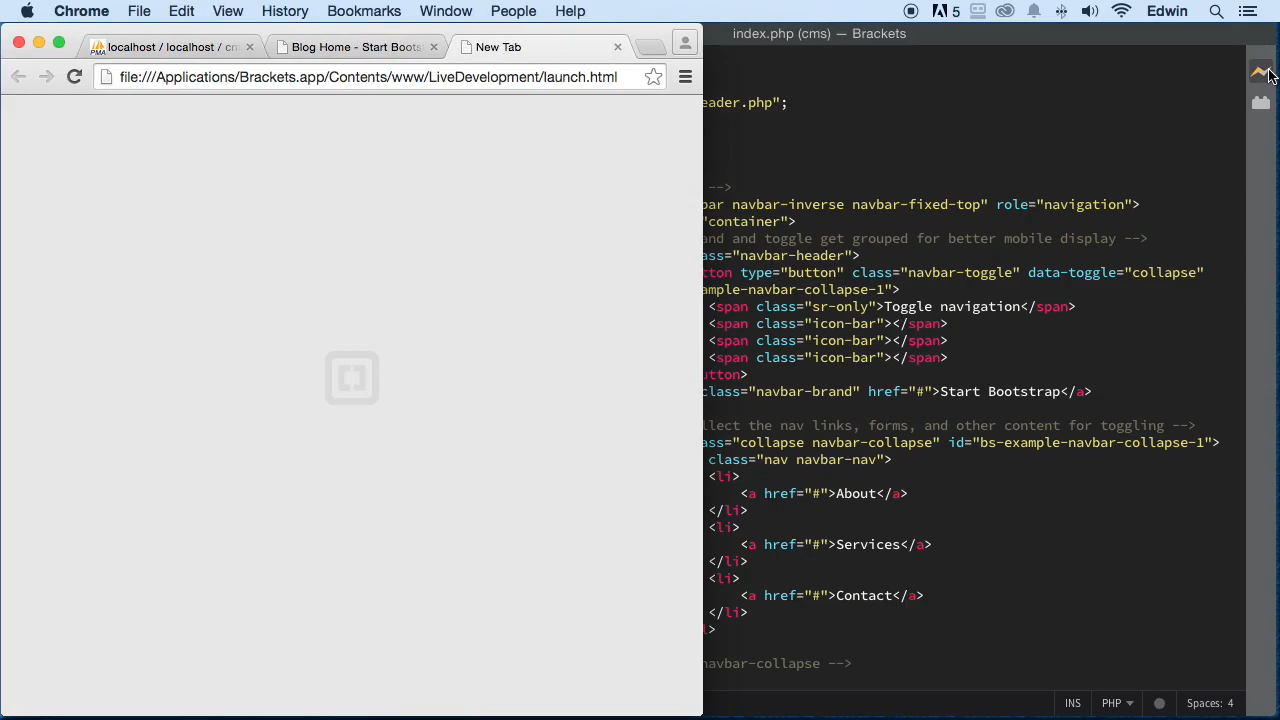 Chrome File Edit View History Bookmarks Window People Help 5 Edwin
index.php (cms) — Brackets
PMA localhost / localhost / cm
Blog Home - Start Boots
New Tab
file:///Applications/Brackets.app/Contents/www/LiveDevelopment/launch.html
eader.php";
-->
bar navbar-inverse navbar-fixed-top" role="navigation">
"container">
and and toggle get grouped for better mobile display -->
ass="navbar-header">
tton type="button" class="navbar-toggle" data-toggle="collapse"
ample-navbar-collapse-1">
<span class="sr-only">Toggle navigation</span>
<span class="icon-bar"></span>
<span class="icon-bar"></span>
<span class="icon-bar"></span>
utton>
class="navbar-brand" href="#">Start Bootstrap</a>
llect the nav links, forms, and other content for toggling -->
ass="collapse navbar-collapse" id="bs-example-navbar-collapse-1">
class="nav navbar-nav">
<li>
<a href="#">About</a>
</li>
<li>
<a href="#">Services</a>
</li>
<li>
<a href="#">Contact</a>
</li>
l>
navbar-collapse -->
INS PHP Spaces: 4